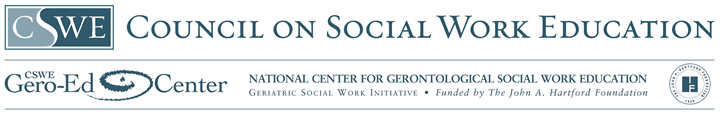 CSWE COUNCIL ON SOCIAL WORK EDUCATION
CSWE
Gero-Ed Center
NATIONAL CENTER FOR GERONTOLOGICAL SOCIAL WORK EDUCATION
GERIATRIC SOCIAL WORK INITIATIVE • Funded by The John A. Hartford Foundation